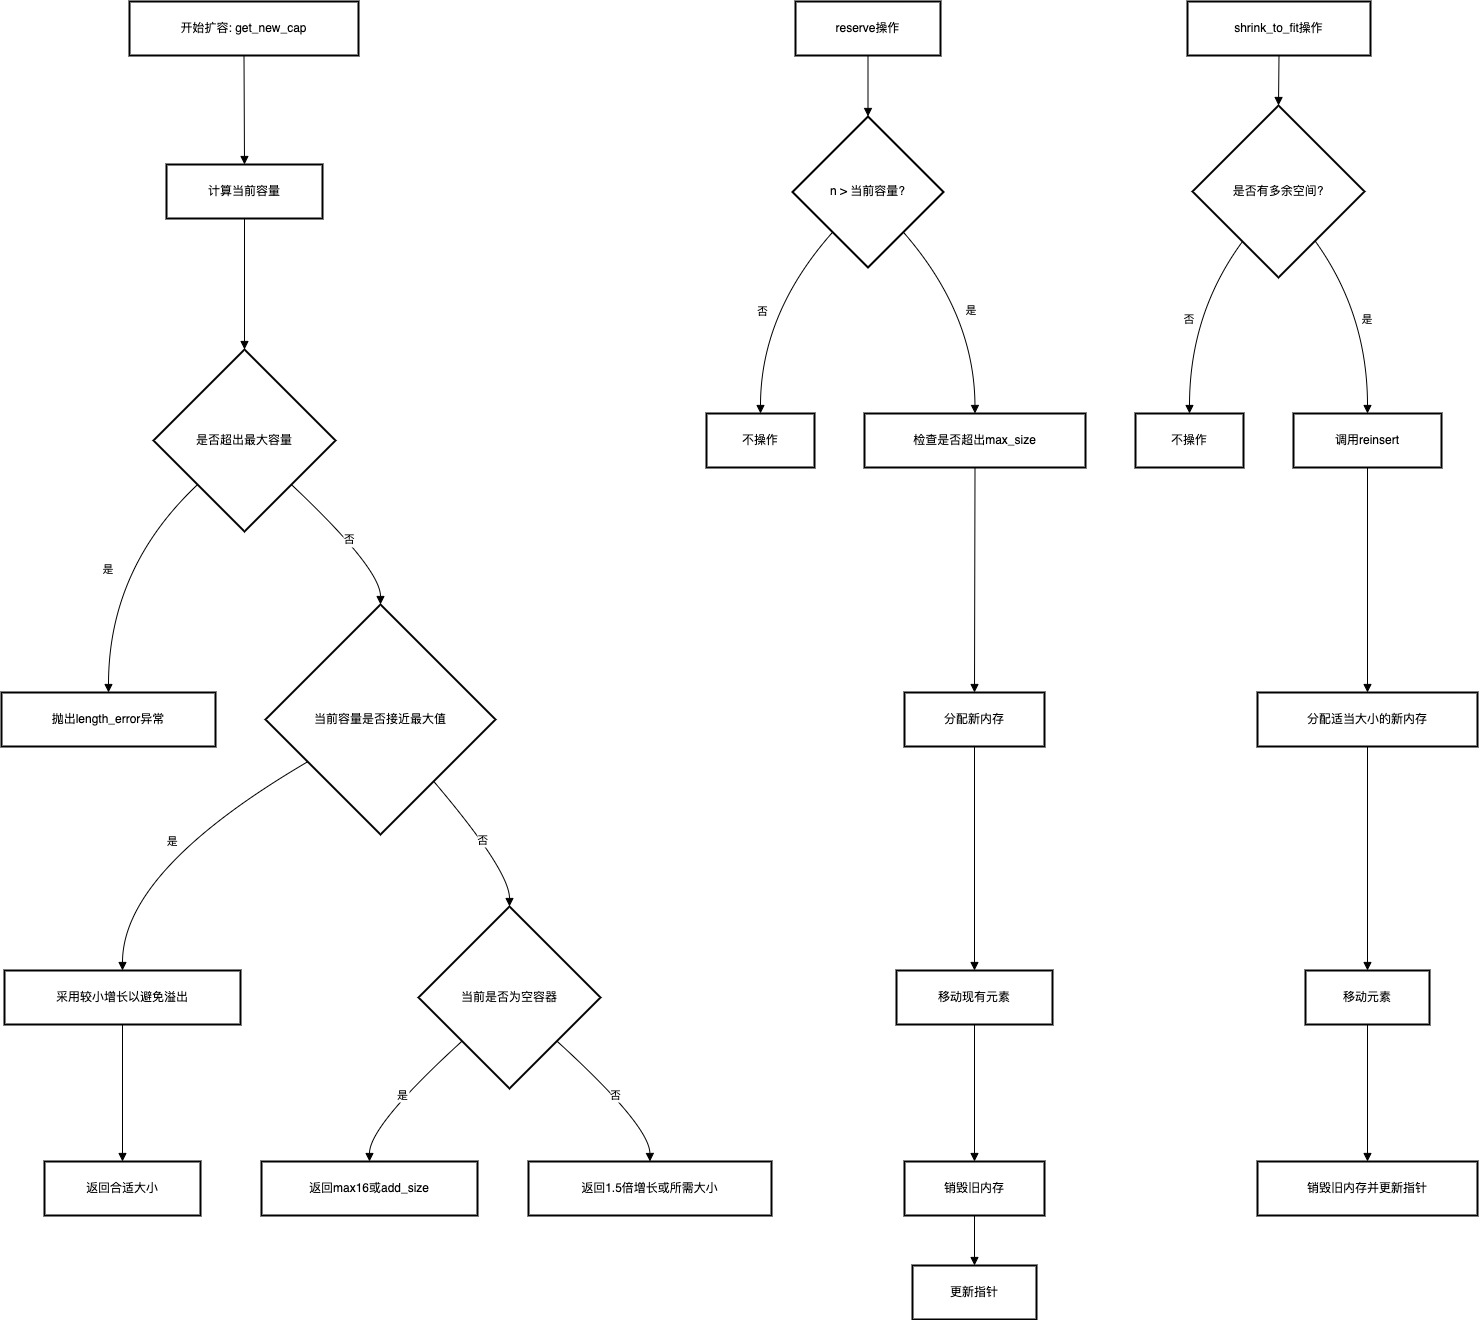 开始扩容: get_new_cap
计算当前容量
是否超出最大容量
是
否
抛出length_error异常
当前容量是否接近最大值
是
否
采用较小增长以避免溢出
当前是否为空容器
是
否
返回合适大小
返回max16或add_size
返回1.5倍增长或所需大小
reserve操作
n > 当前容量?
否
是
不操作
检查是否超出max_size
分配新内存
移动现有元素
销毁旧内存
更新指针
shrink_to_fit操作
是否有多余空间?
否
是
不操作
调用reinsert
分配适当大小的新内存
移动元素
销毁旧内存并更新指针